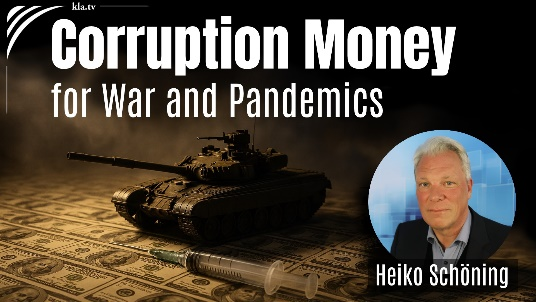 kla.tv
Corruption Money
for War and Pandemics
Heiko Schöning